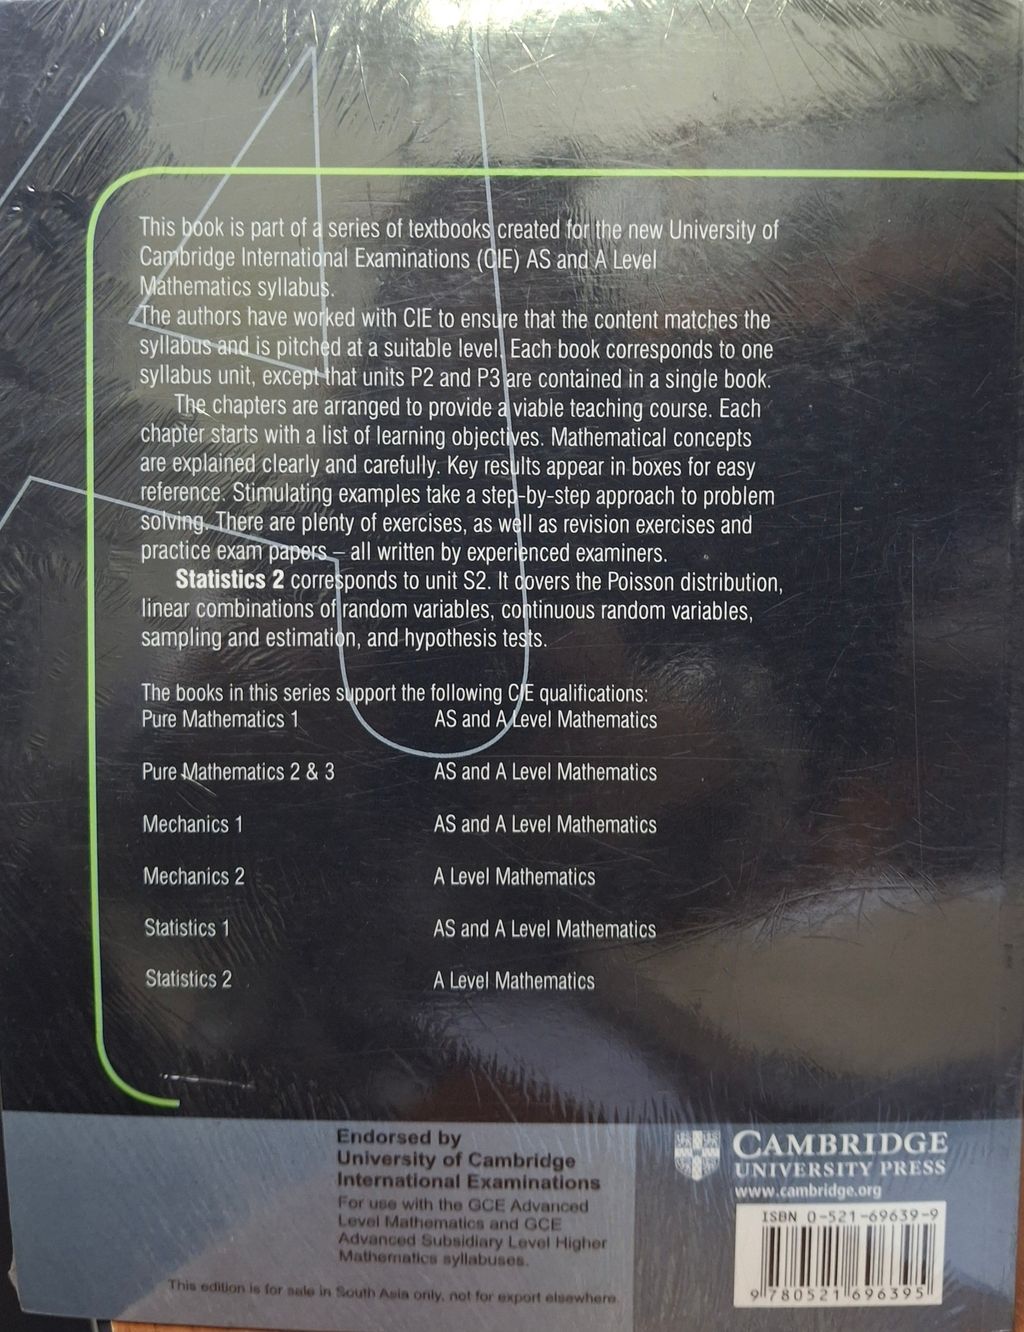 This book is part of a series of textbooks created for the new University of
Cambridge International Examinations (CIE) AS and A Level
Mathematics syllabus.
The authors have worked with CIE to ensure that the content matches the
syllabus and is pitched at a suitable level. Each book corresponds to one
syllabus unit, except that units P2 and P3 are contained in a single book.
The chapters are arranged to provide a viable teaching course. Each
chapter starts with a list of learning objectives. Mathematical concepts
are explained clearly and carefully. Key results appear in boxes for easy
reference. Stimulating examples take a step-by-step approach to problem
solving. There are plenty of exercises, as well as revision exercises and
practice exam papers – all written by experienced examiners.
Statistics 2 corresponds to unit S2. It covers the Poisson distribution,
linear combinations of random variables, continuous random variables,
sampling and estimation, and hypothesis tests.
The books in this series support the following CIE qualifications:
Pure Mathematics 1 AS and A Level Mathematics
Pure Mathematics 2 & 3 AS and A Level Mathematics
Mechanics 1 AS and A Level Mathematics
Mechanics 2 A Level Mathematics
Statistics 1 AS and A Level Mathematics
Statistics 2 A Level Mathematics
Endorsed by
University of Cambridge
International Examinations
For use with the GCE Advanced
Level Mathematics and GCE
Advanced Subsidiary Level Higher
Mathematics syllabuses.
This edition is for sale in South Asia only, not for export elsewhere.
CAMBRIDGE
UNIVERSITY PRESS
www.cambridge.org
ISBN 0-521-69639-9
9 780521 696395